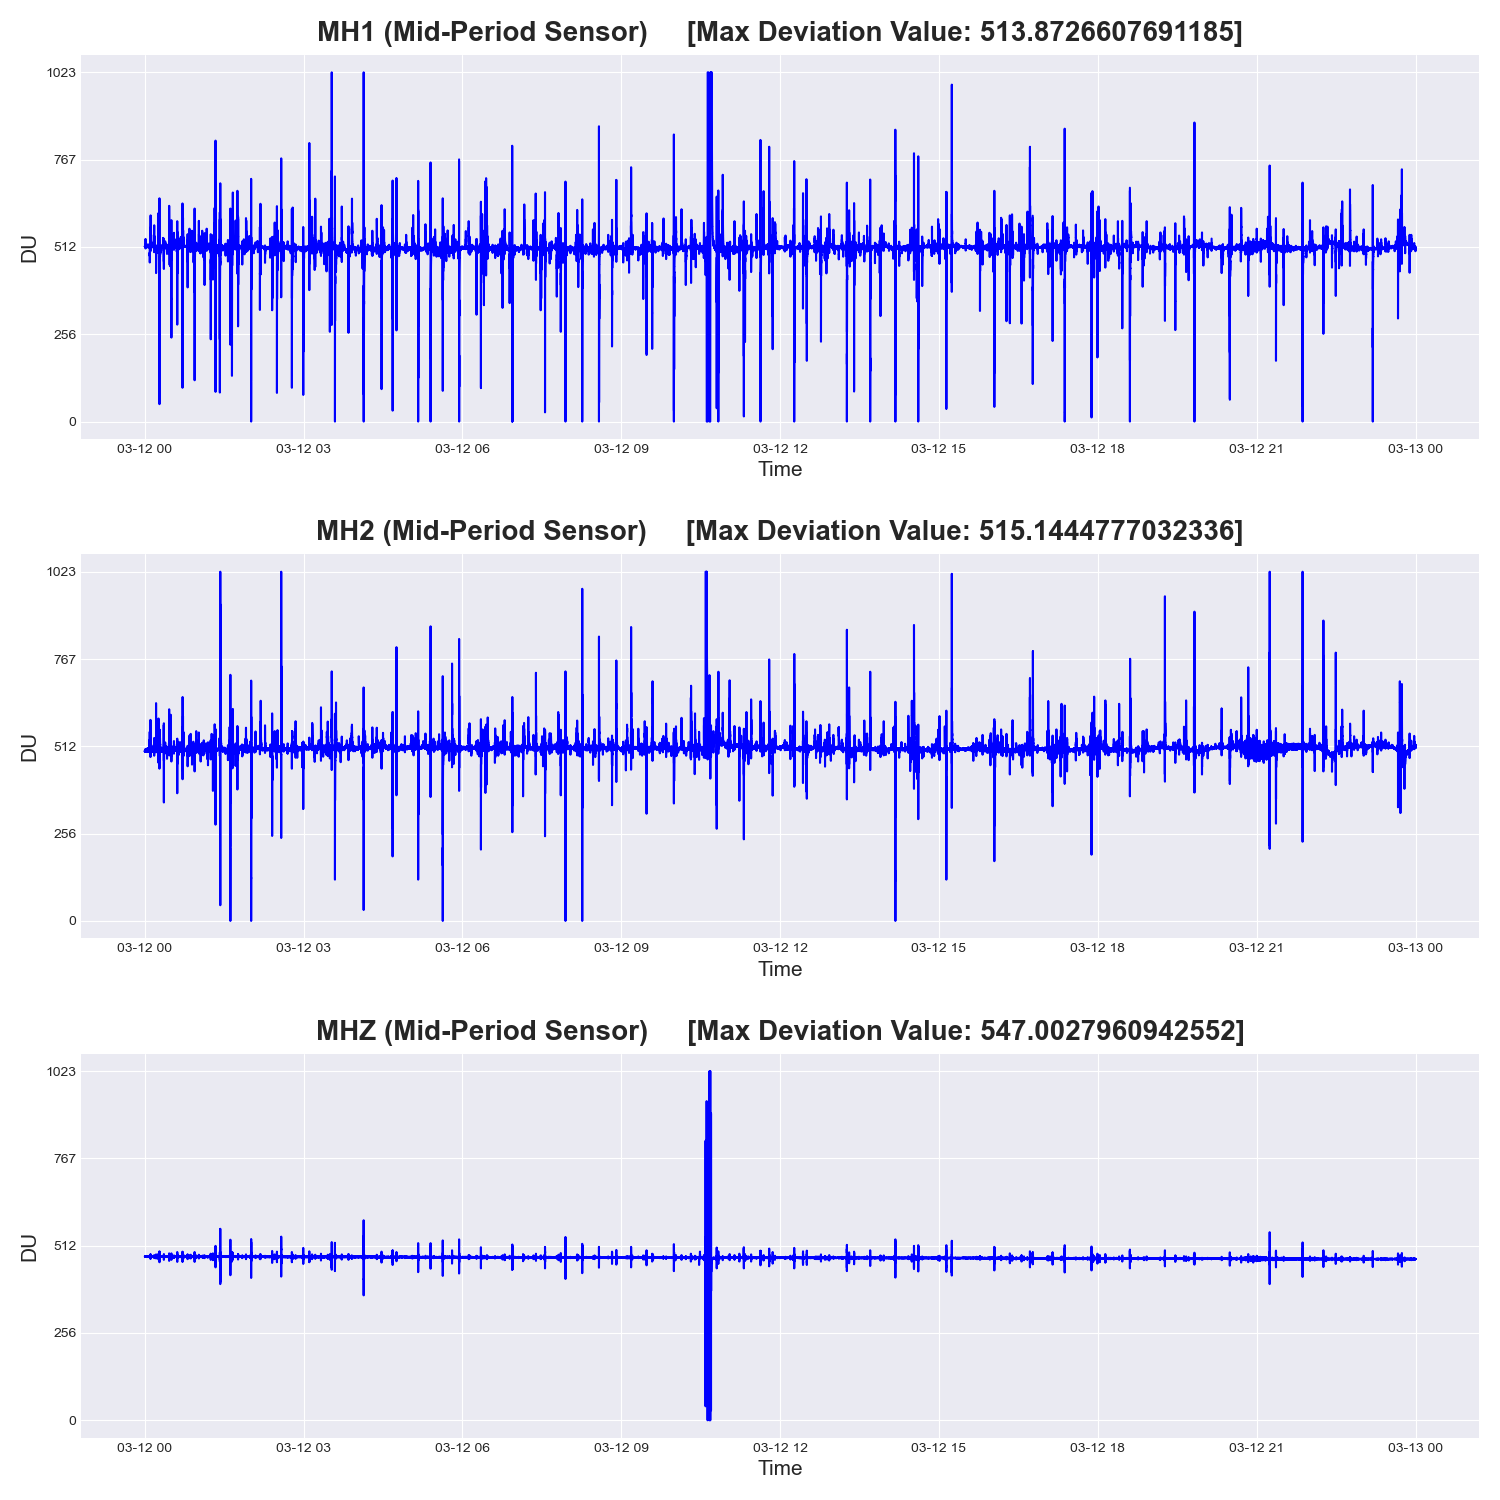 MH1 (Mid-Period Sensor) [Max Deviation Value: 513.8726607691185]
1023
767
512
256
0
DU
03-12 00 03-12 03 03-12 06 03-12 09 03-12 12 03-12 15 03-12 18 03-12 21 03-13 00
Time
MH2 (Mid-Period Sensor) [Max Deviation Value: 515.1444777032336]
1023
767
512
256
0
DU
03-12 00 03-12 03 03-12 06 03-12 09 03-12 12 03-12 15 03-12 18 03-12 21 03-13 00
Time
MHZ (Mid-Period Sensor) [Max Deviation Value: 547.0027960942552]
1023
767
512
256
0
DU
03-12 00 03-12 03 03-12 06 03-12 09 03-12 12 03-12 15 03-12 18 03-12 21 03-13 00
Time